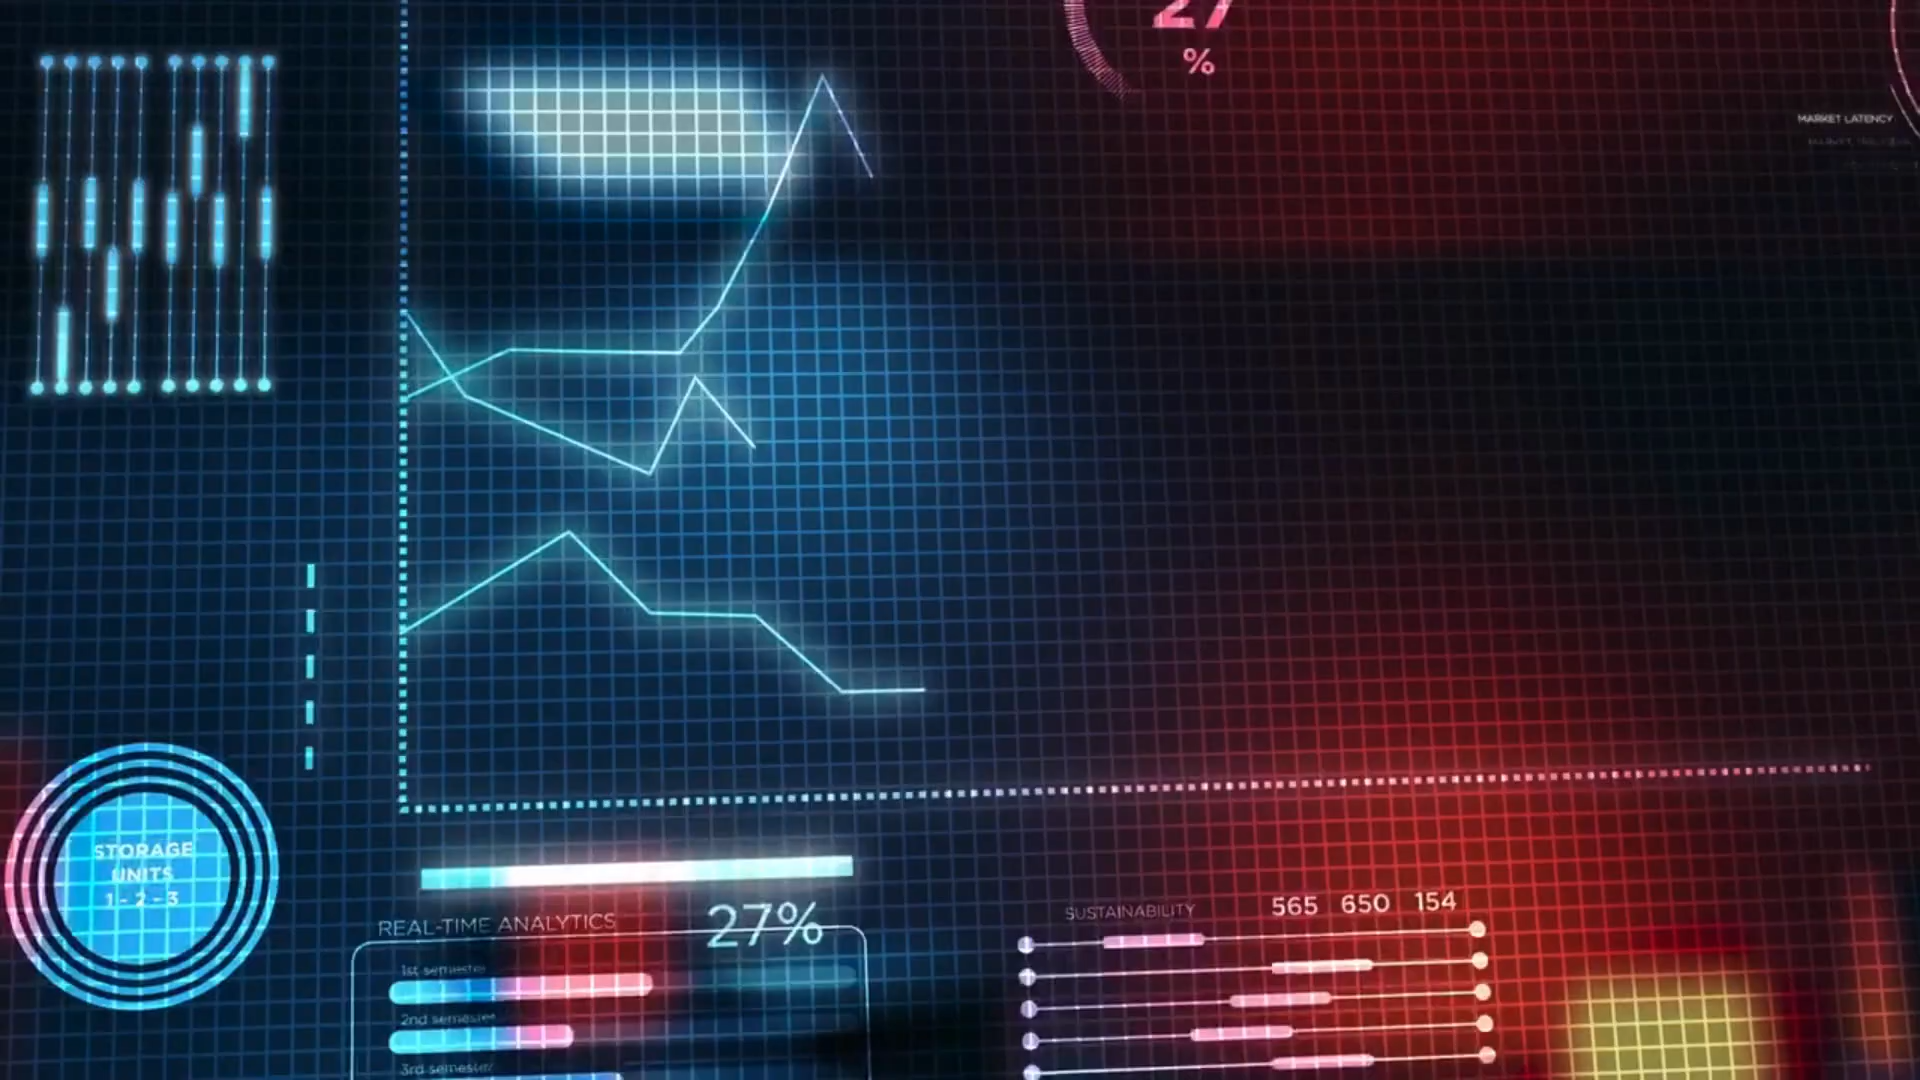 27
%
MARKET LATENCY
STORAGE
UNITS
1 - 2 - 3
REAL-TIME ANALYTICS
27%
1st semester
2nd semester
3rd semester
SUSTAINABILITY
565 650 154